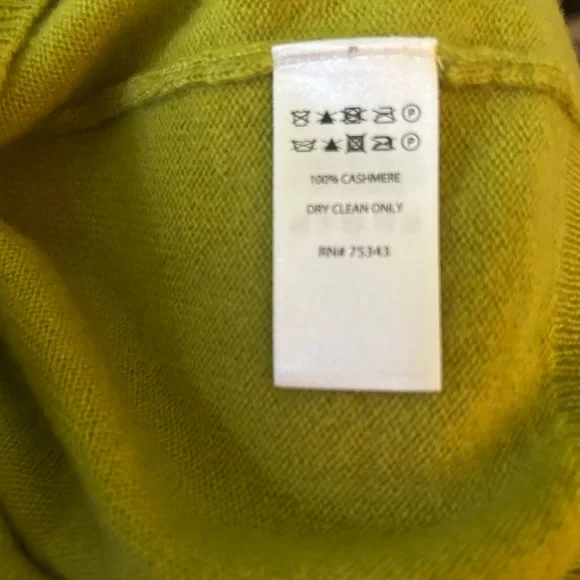 P
P
100% CASHMERE
DRY CLEAN ONLY
RN# 75343